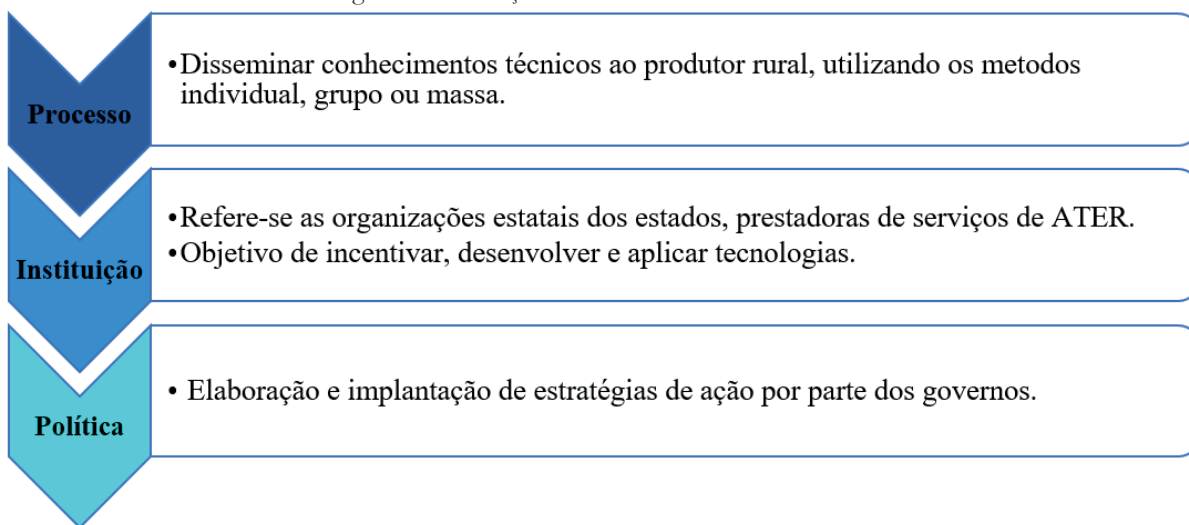 Processo
•Disseminar conhecimentos técnicos ao produtor rural, utilizando os metodos
individual, grupo ou massa.
Instituição
•Refere-se as organizações estatais dos estados, prestadoras de serviços de ATER.
•Objetivo de incentivar, desenvolver e aplicar tecnologias.
Política
• Elaboração e implantação de estratégias de ação por parte dos governos.